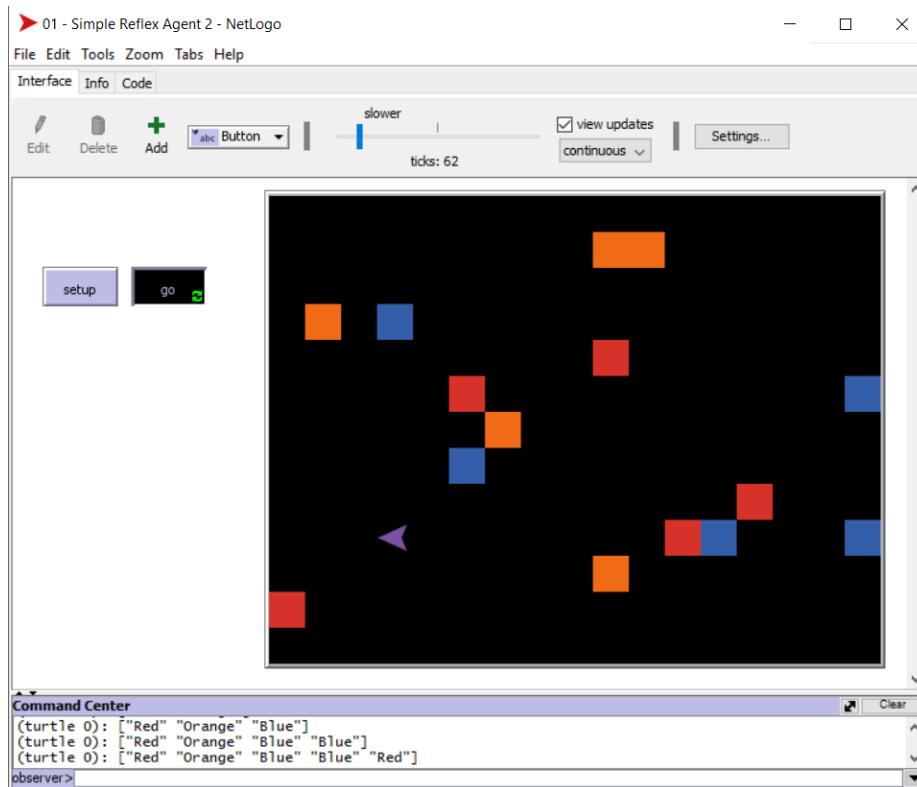 01 - Simple Reflex Agent 2 - NetLogo
File Edit Tools Zoom Tabs Help
Interface Info Code
slower
Edit Delete Add abc Button view updates Settings...
continuous
ticks: 62
setup go
Command Center Clear
(turtle 0): ["Red" "Orange" "Blue"]
(turtle 0): ["Red" "Orange" "Blue" "Blue"]
(turtle 0): ["Red" "Orange" "Blue" "Blue" "Red"]
observer>